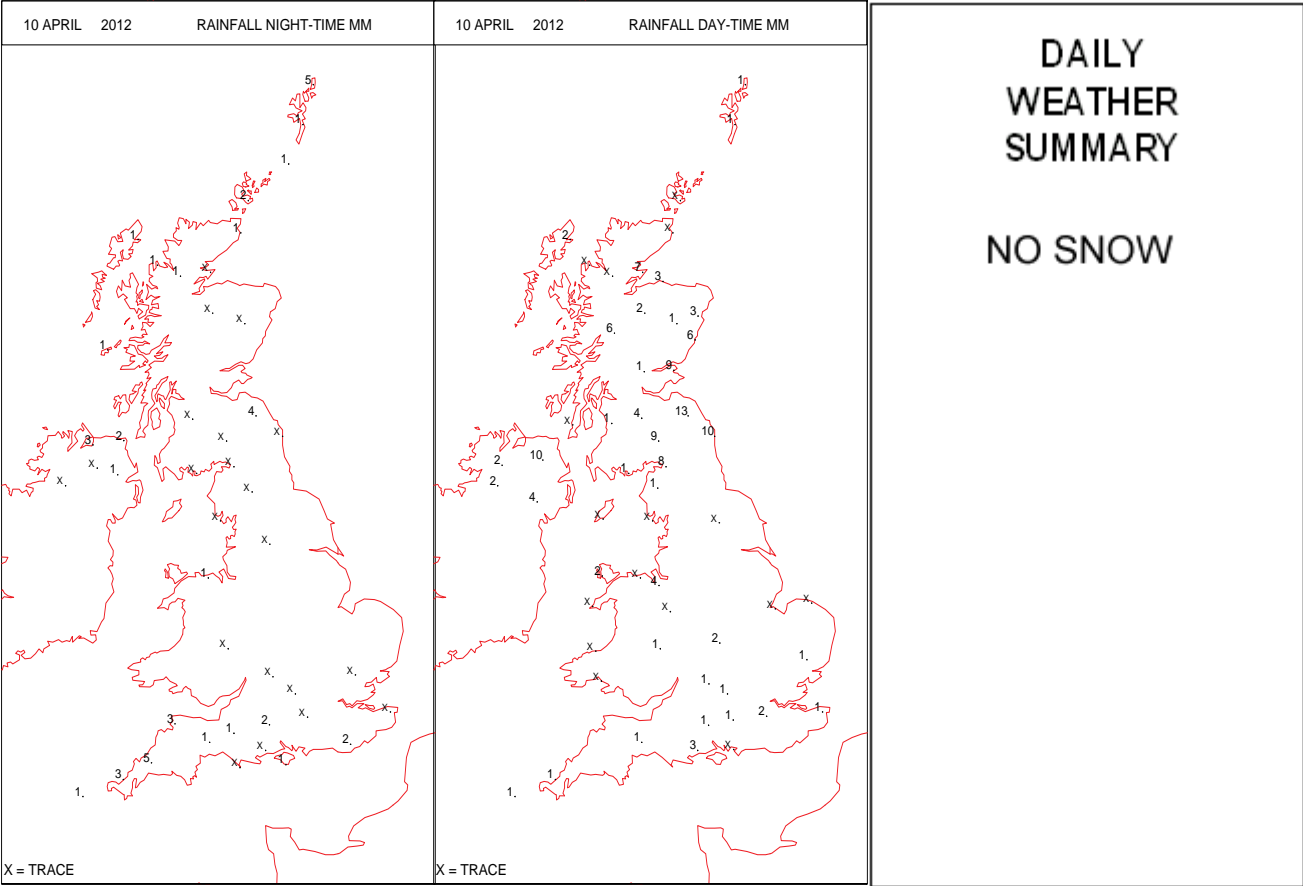 10 APRIL 2012 RAINFALL NIGHT-TIME MM
5.
1.
1.
2.
1.
1.
1.
1.
X.
X.
X.
1.
X.
4.
X.
X.
3.
2.
X.
1.
X.
X.
X.
X.
X.
X.
1.
X.
X.
X.
X.
X.
X.
3.
2.
1.
1.
X.
2.
5.
X.
1.
3.
1.
X = TRACE
10 APRIL 2012 RAINFALL DAY-TIME MM
1.
1.
X.
X.
2.
X.
X.
2.
3.
2.
3.
1.
6.
6.
1.
9.
X.
1.
4.
13.
10.
9.
2.
10.
8.
1.
2.
1.
4.
X.
X.
X.
2.
X.
4.
X.
X.
X.
X.
2.
X.
1.
1.
X.
1.
1.
1.
2.
1.
1.
1.
3.
X.
1.
1.
X = TRACE
DAILY
WEATHER
SUMMARY
NO SNOW